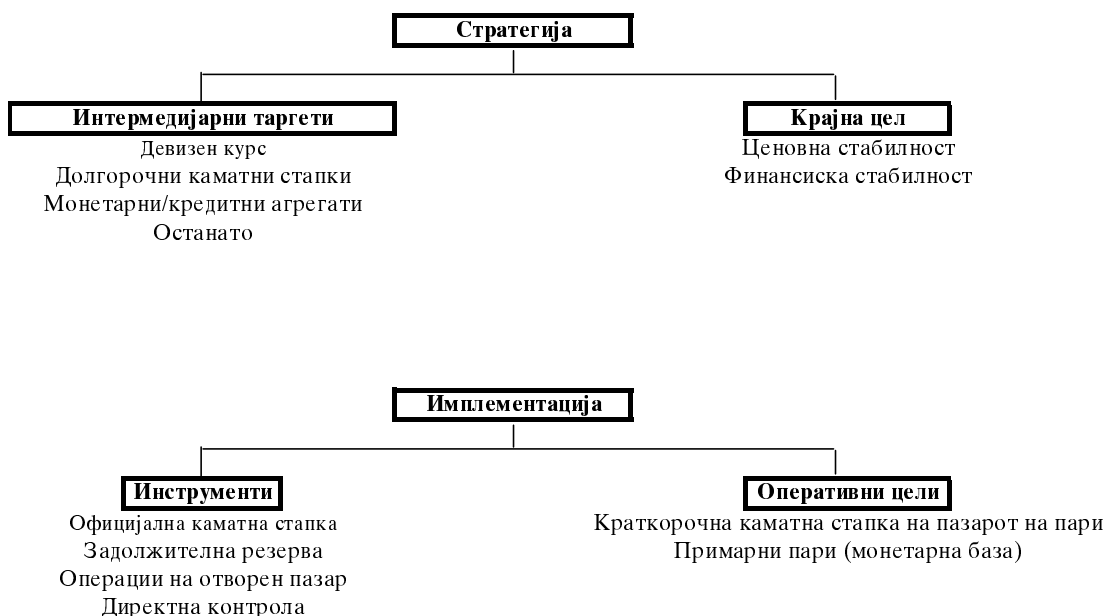 Стратегија
Интермедијарни таргети
Девизен курс
Долгорочни каматни стапки
Монетарни/кредитни агрегати
Останато
Крајна цел
Ценовна стабилност
Финансиска стабилност
Имплементација
Инструменти
Официјална каматна стапка
Задолжителна резерва
Операции на отворен пазар
Директна контрола
Оперативни цели
Краткорочна каматна стапка на пазарот на пари
Примарни пари (монетарна база)